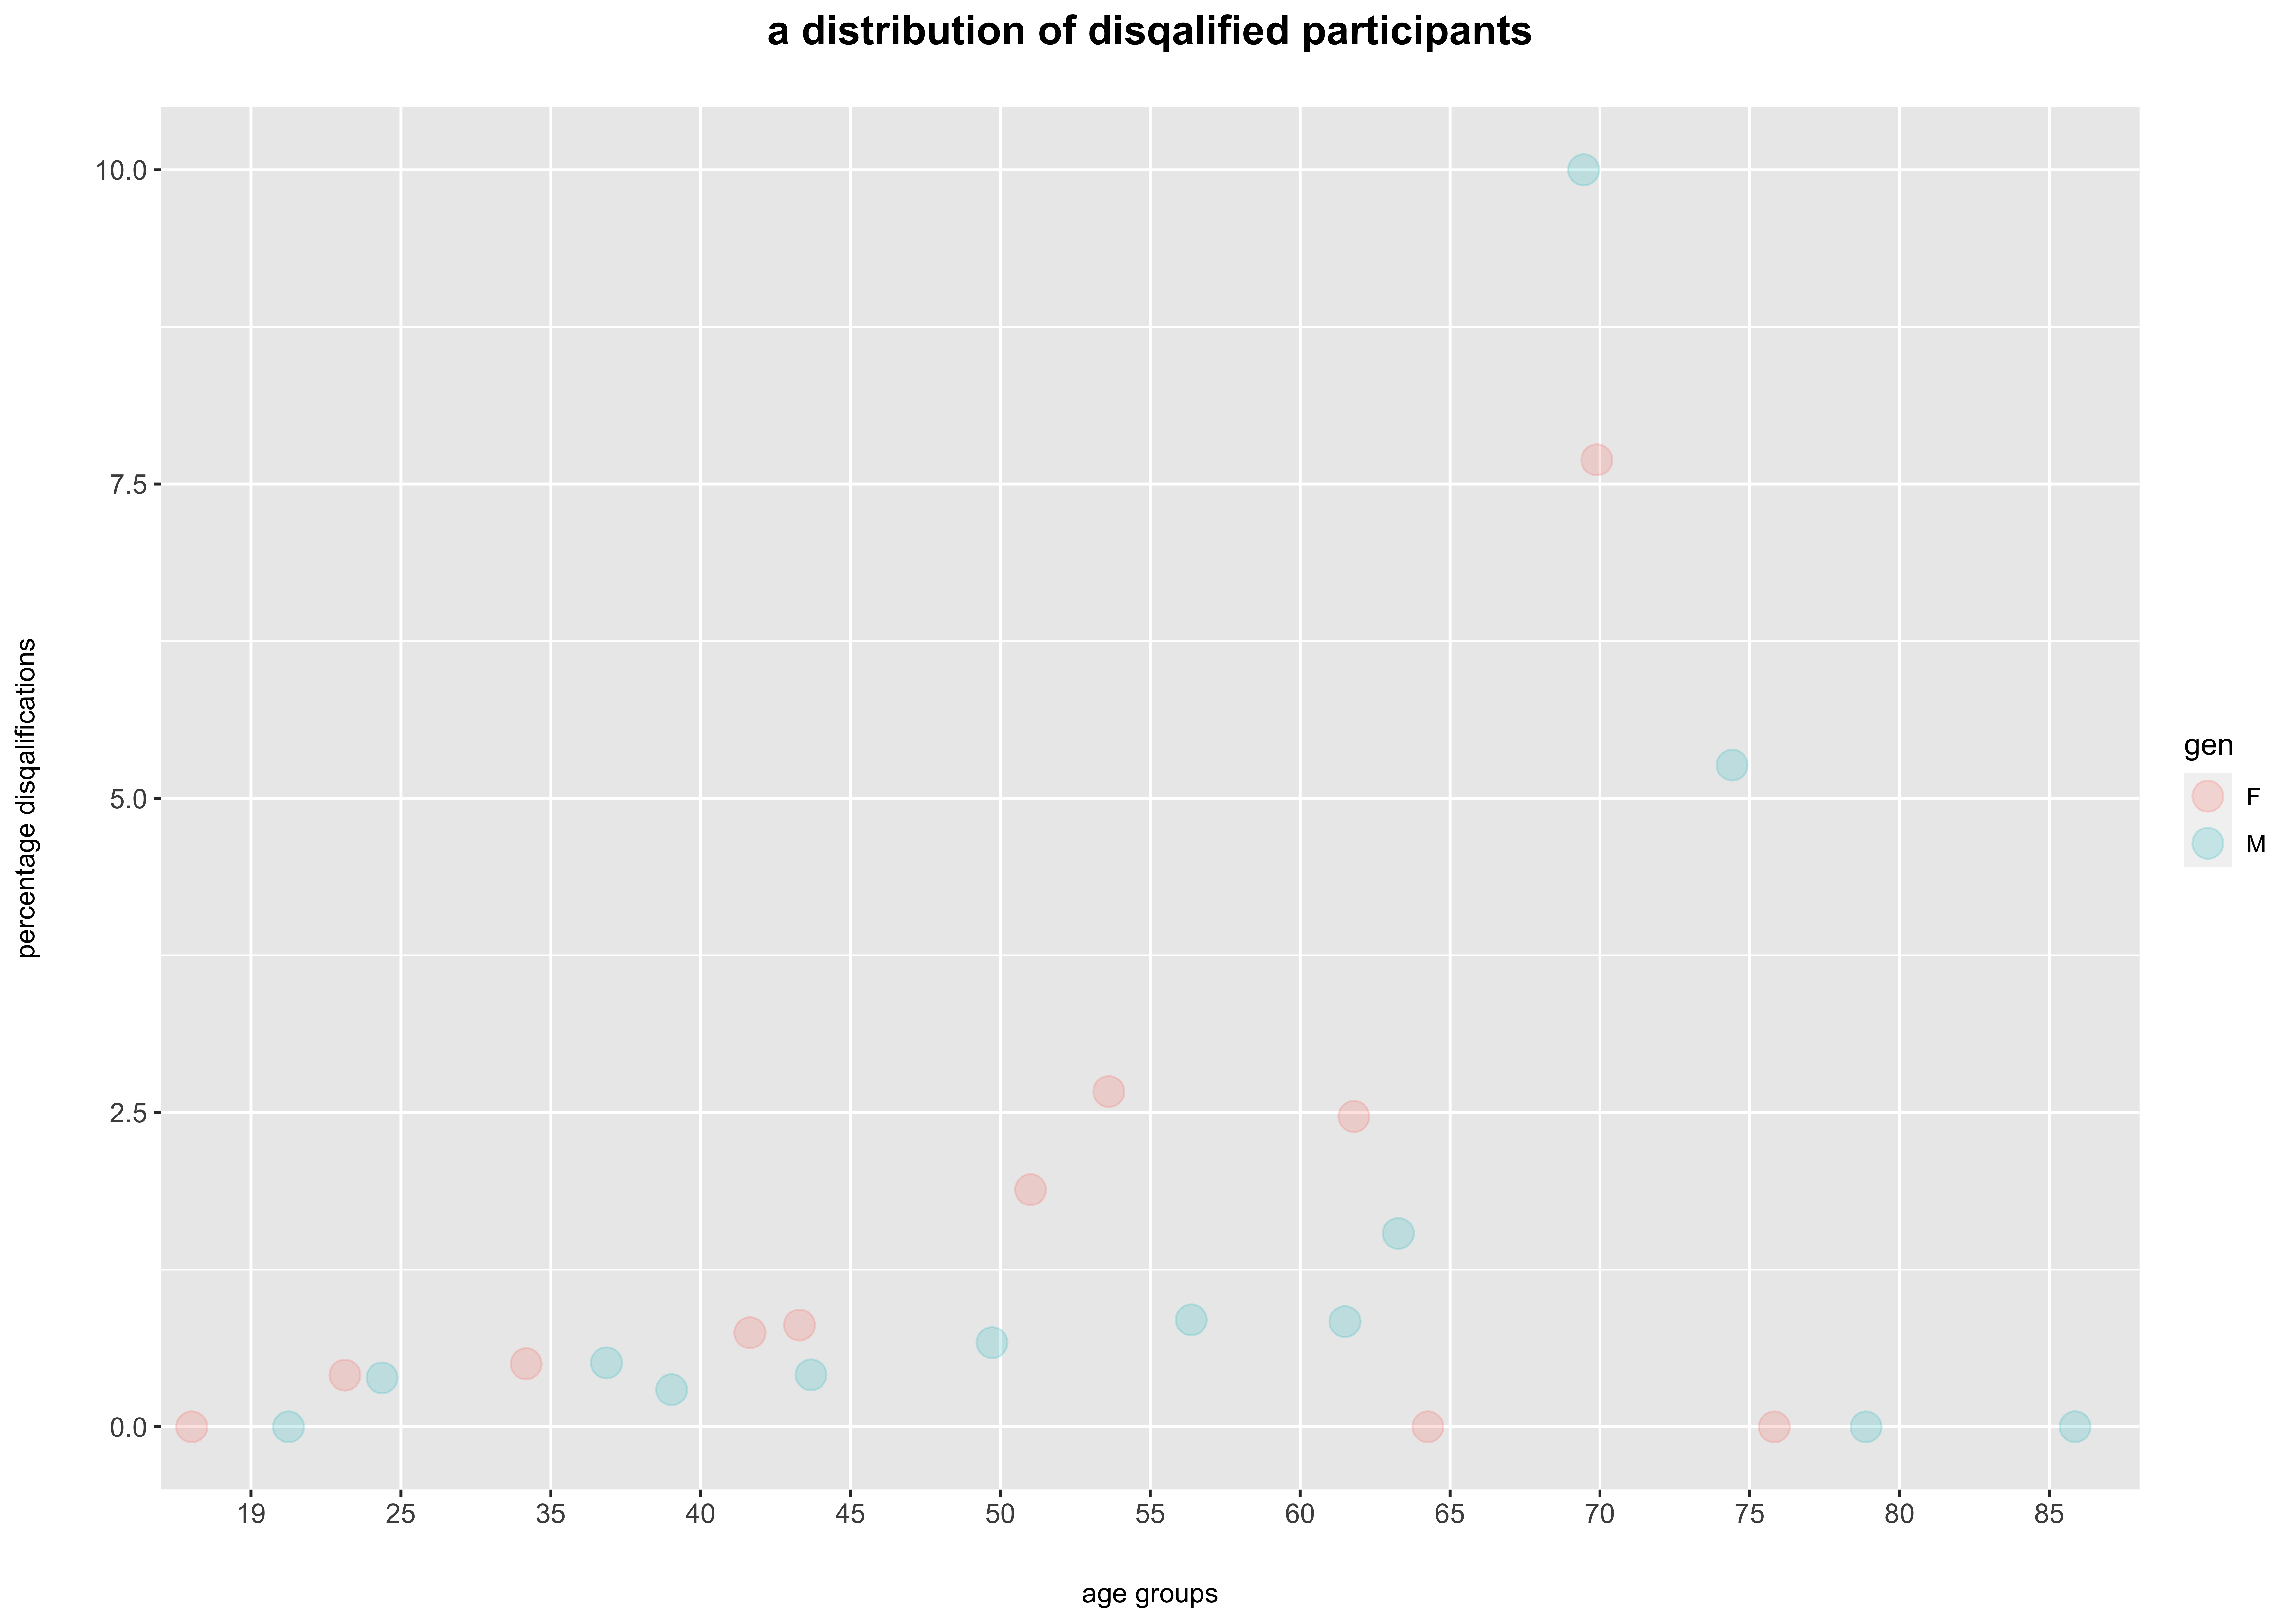 a distribution of disqalified participants
percentage disqalifications
10.0
7.5
5.0
2.5
0.0
19 25 35 40 45 50 55 60 65 70 75 80 85
age groups
gen
F
M